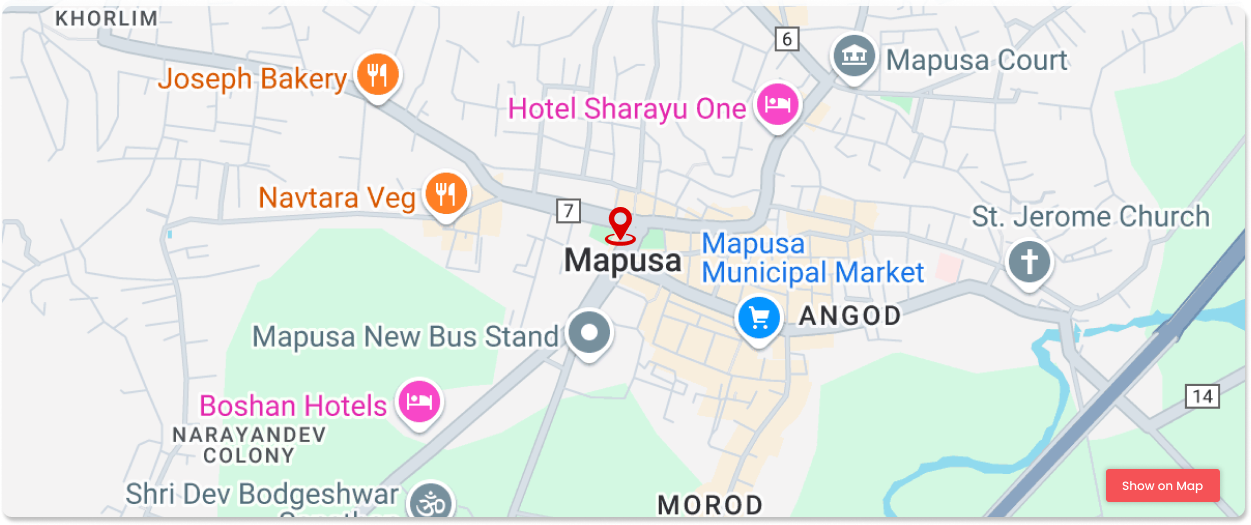 KHORLIM
6
Mapusa Court
Joseph Bakery
Hotel Sharayu One
Navtara Veg
7
St. Jerome Church
Mapusa
Mapusa
Municipal Market
ANGOD
Mapusa New Bus Stand
14
Boshan Hotels
NARAYANDEV
COLONY
Show on Map
Shri Dev Bodgeshwar
MOROD